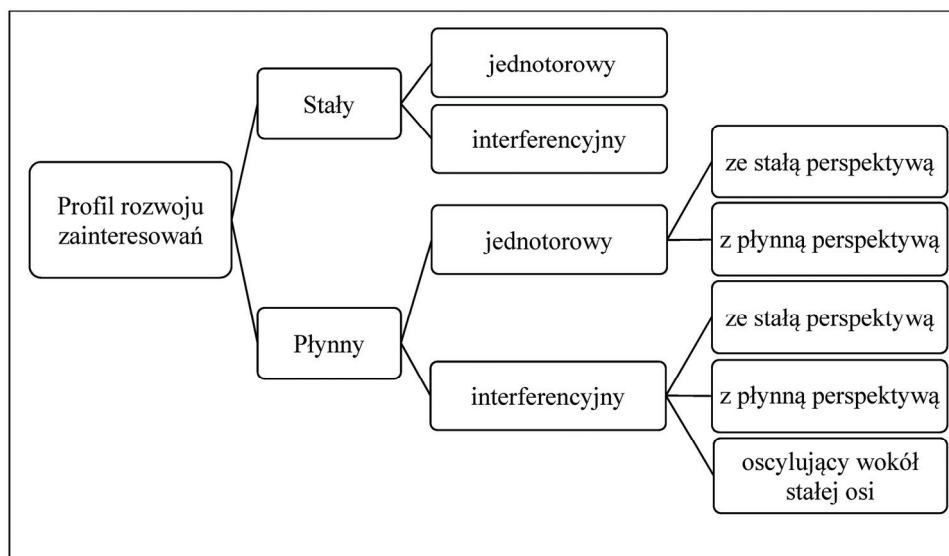 Profil rozwoju
zainteresowań
Stały
jednotorowy
interferencyjny
Płynny
jednotorowy
ze stałą perspektywą
z płynną perspektywą
interferencyjny
ze stałą perspektywą
z płynną perspektywą
oscylujący wokół
stałej osi